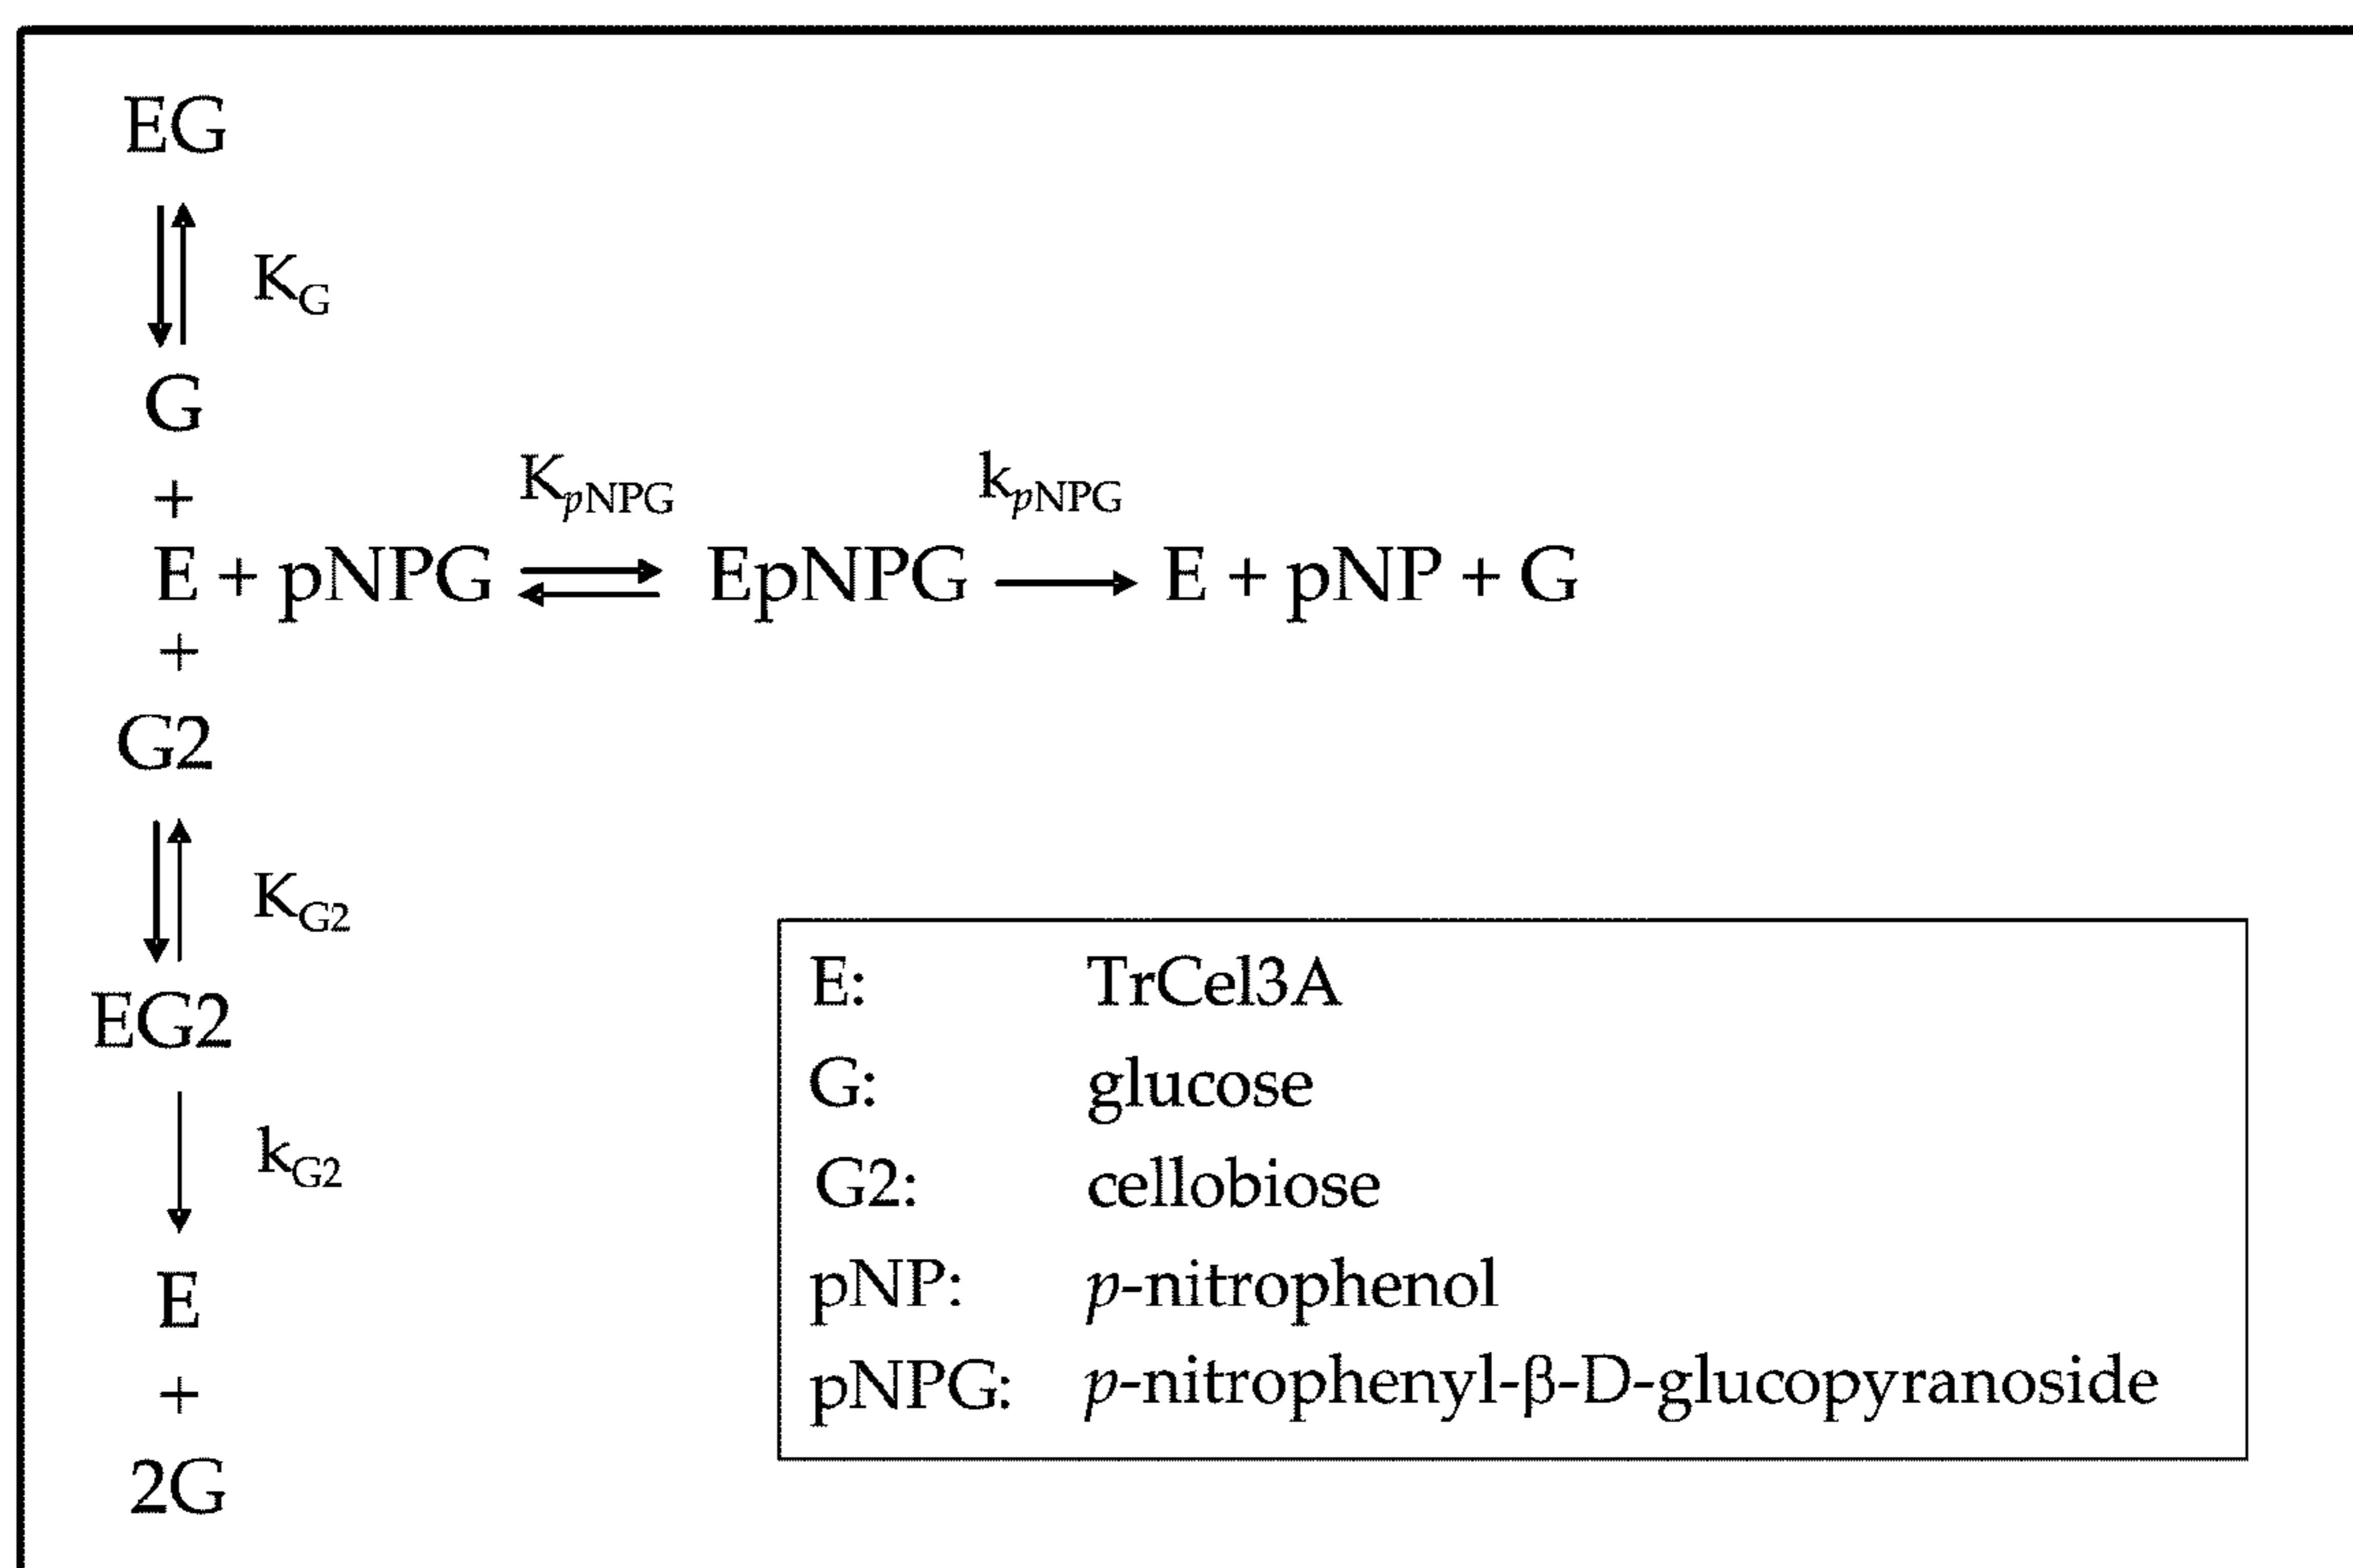 EG
K_G
G
+
K_pNPG k_pNPG
E + pNPG ⇌ EpNPG → E + pNP + G
+
G2
K_G2
EG2
k_G2
E
+
2G
E: TrCel3A
G: glucose
G2: cellobiose
pNP: p-nitrophenol
pNPG: p-nitrophenyl-β-D-glucopyranoside